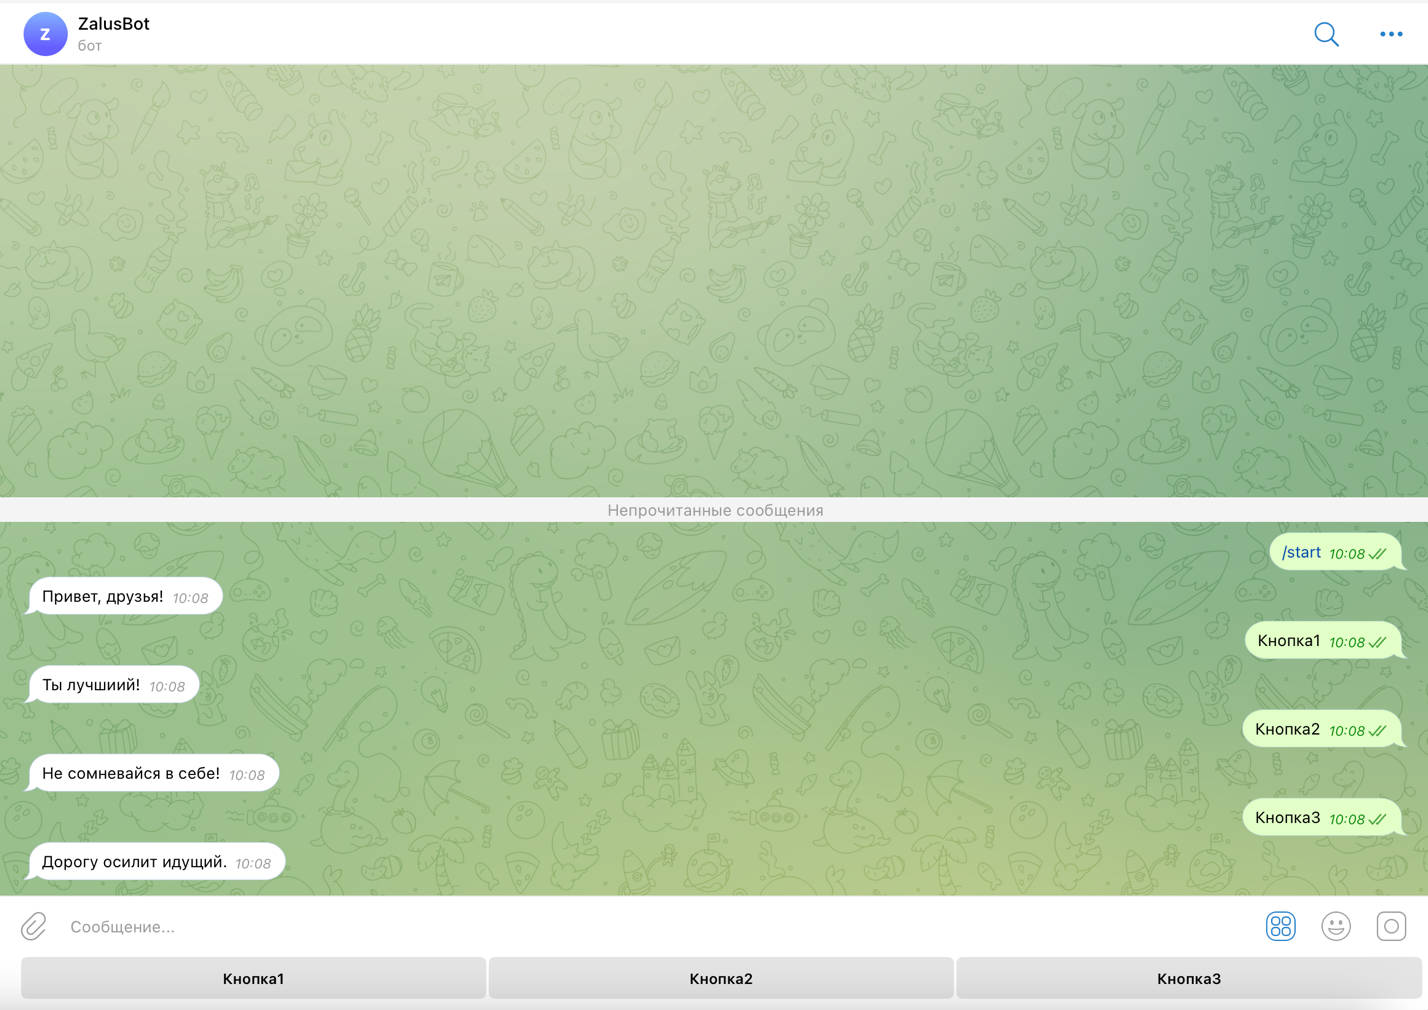 Z
ZalusBot
бот
Непрочитанные сообщения
/start 10:08
Привет, друзья! 10:08
Кнопка1 10:08
Ты лучшиий! 10:08
Кнопка2 10:08
Не сомневайся в себе! 10:08
Кнопка3 10:08
Дорогу осилит идущий. 10:08
Сообщение...
Кнопка1 Кнопка2 Кнопка3